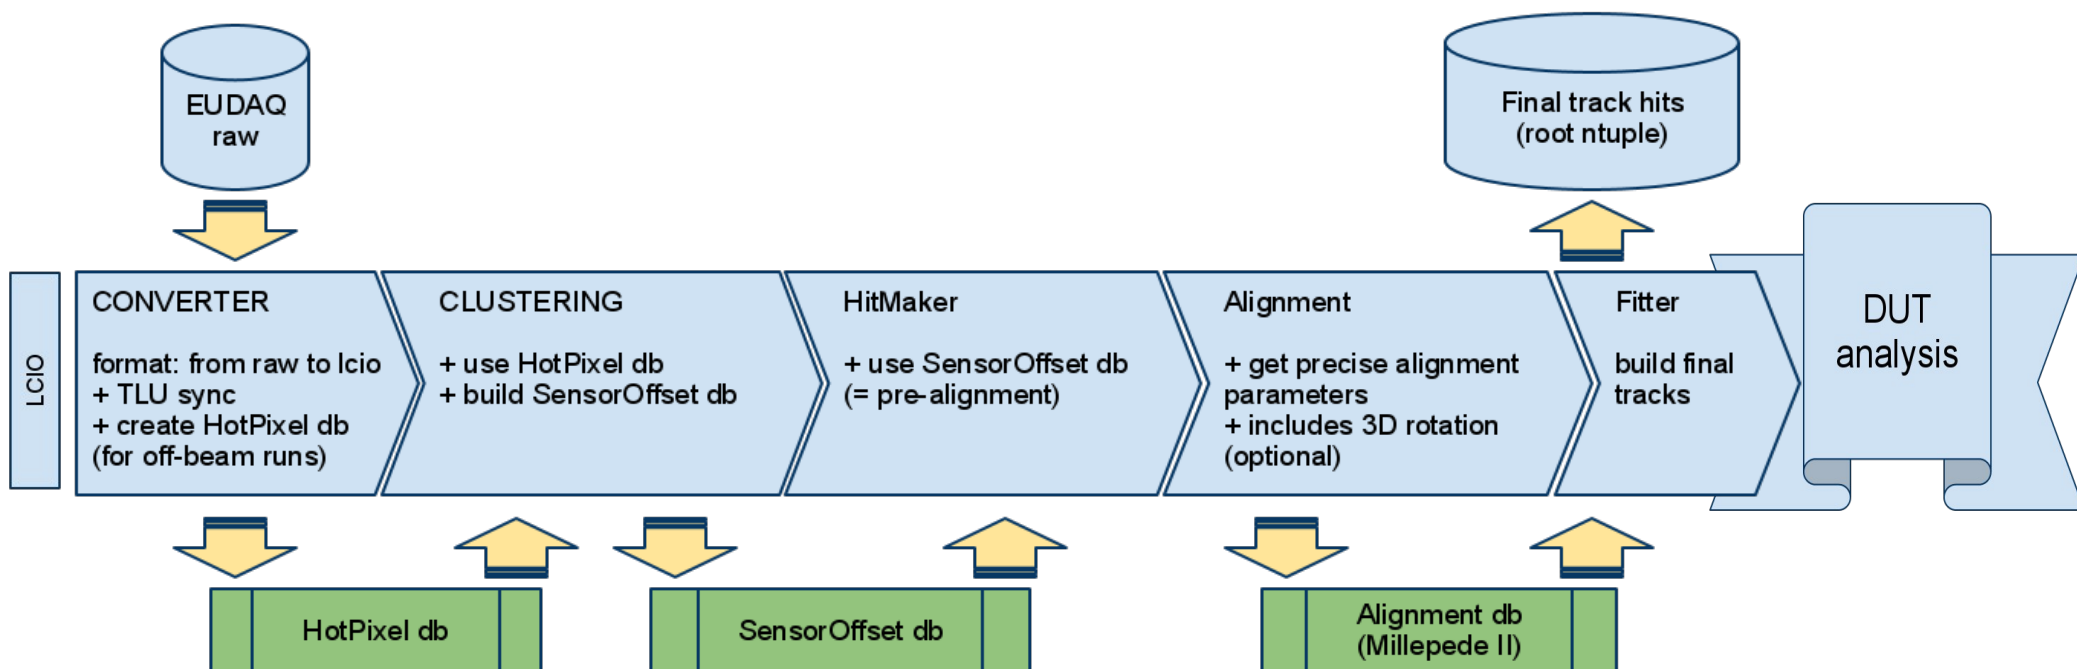 EUDAQ
raw
Final track hits
(root ntuple)
LCIO
CONVERTER
format: from raw to lcio
+ TLU sync
+ create HotPixel db
(for off-beam runs)
CLUSTERING
+ use HotPixel db
+ build SensorOffset db
HitMaker
+ use SensorOffset db
(= pre-alignment)
Alignment
+ get precise alignment
parameters
+ includes 3D rotation
(optional)
Fitter
build final
tracks
DUT
analysis
HotPixel db
SensorOffset db
Alignment db
(Millepede II)